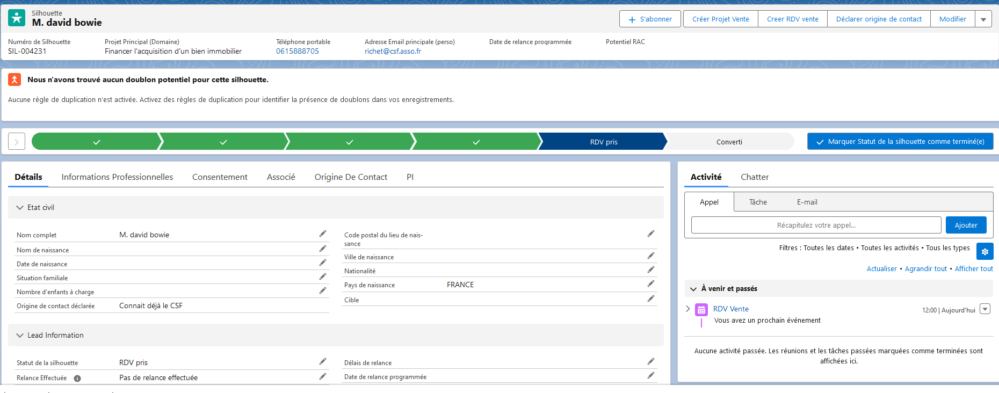 Silhouette
M. david bowie
S'abonner
Créer Projet Vente
Creer RDV vente
Déclarer origine de contact
Modifier
Numéro de Silhouette
Projet Principal (Domaine)
Téléphone portable
Adresse Email principale (perso)
Date de relance programmée
Potentiel RAC
SIL-004231
Financer l'acquisition d'un bien immobilier
0615888705
richet@csf.asso.fr
Nous n'avons trouvé aucun doublon potentiel pour cette silhouette.
Aucune règle de duplication n'est activée. Activez des règles de duplication pour identifier la présence de doublons dans vos enregistrements.
RDV pris
Converti
Marquer Statut de la silhouette comme terminé(e)
Détails
Informations Professionnelles
Consentement
Associé
Origine De Contact
PI
Etat civil
Nom complet
M. david bowie
Nom de naissance
Date de naissance
Situation familiale
Nombre d'enfants à charge
Origine de contact déclarée
Connait déjà le CSF
Code postal du lieu de nais-
sance
Ville de naissance
Nationalité
Pays de naissance
FRANCE
Cible
Lead Information
Statut de la silhouette
RDV pris
Relance Effectuée
Pas de relance effectuée
Délais de relance
Date de relance programmée
Activité
Chatter
Appel
Tâche
E-mail
Récapitulez votre appel...
Ajouter
Filtres : Toutes les dates • Toutes les activités • Tous les types
Actualiser • Agrandir tout • Afficher tout
À venir et passés
RDV Vente
12:00 | Aujourd'hui
Vous avez un prochain événement
Aucune activité passée. Les réunions et les tâches passées marquées comme terminées sont
affichées ici.